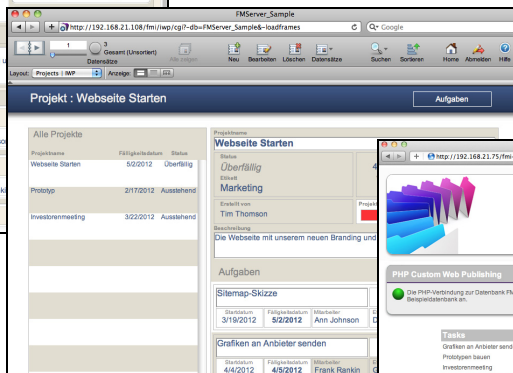 FMServer_Sample
http://192.168.21.108/fmi/iwp/cgi?-db=FMServer_Sample&-loadframes
Google
1
3
Gesamt (Unsortiert)
Datensätze
Alle zeigen
Neu Bearbeiten Löschen Datensätze
Suchen Sortieren
Home Abmelden Hilfe
Layout: Projects | IWP
Anzeige:
Projekt : Webseite Starten
Aufgaben
Alle Projekte
Projektname Fälligkeitsdatum Status
Webseite Starten 5/2/2012 Überfällig
Prototyp 2/17/2012 Ausstehend
Investorenmeeting 3/22/2012 Ausstehend
Projektname
Webseite Starten
Status
Überfällig
4
Etikett
Marketing
Erstellt von
Tim Thomson
Projekt
Beschreibung
Die Webseite mit unserem neuen Branding und
Aufgaben
Sitemap-Skizze
Startdatum Fälligkeitsdatum Mitarbeiter
3/19/2012 5/2/2012 Ann Johnson
Grafiken an Anbieter senden
Startdatum Fälligkeitsdatum Mitarbeiter
4/4/2012 4/5/2012 Frank Rankin
http://192.168.21.75/fmi-
PHP Custom Web Publishing
Die PHP-Verbindung zur Datenbank FM
Beispieldatenbank an.
Tasks
Grafiken an Anbieter send
Prototypen bauen
Investorenmeeting